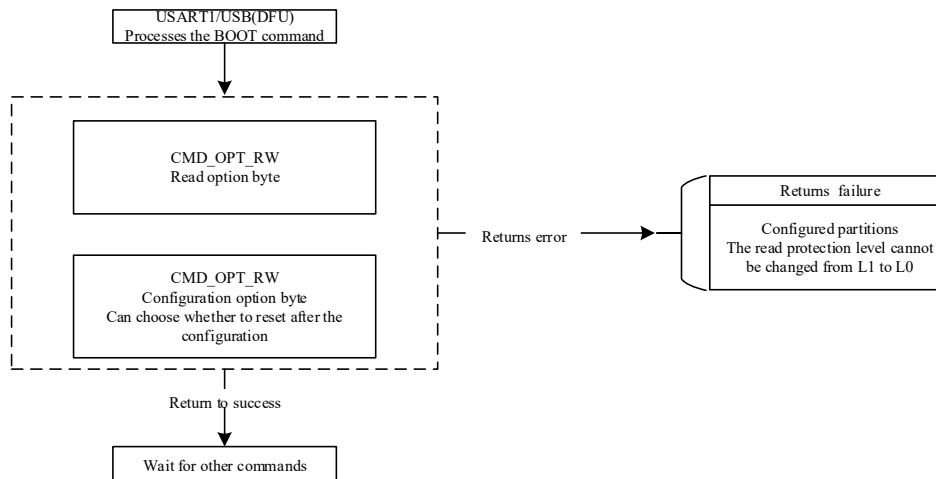 USART1/USB(DFU)
Processes the BOOT command
CMD_OPT_RW
Read option byte
CMD_OPT_RW
Configuration option byte
Can choose whether to reset after the
configuration
Returns error
Returns failure
Configured partitions
The read protection level cannot
be changed from L1 to L0
Return to success
Wait for other commands